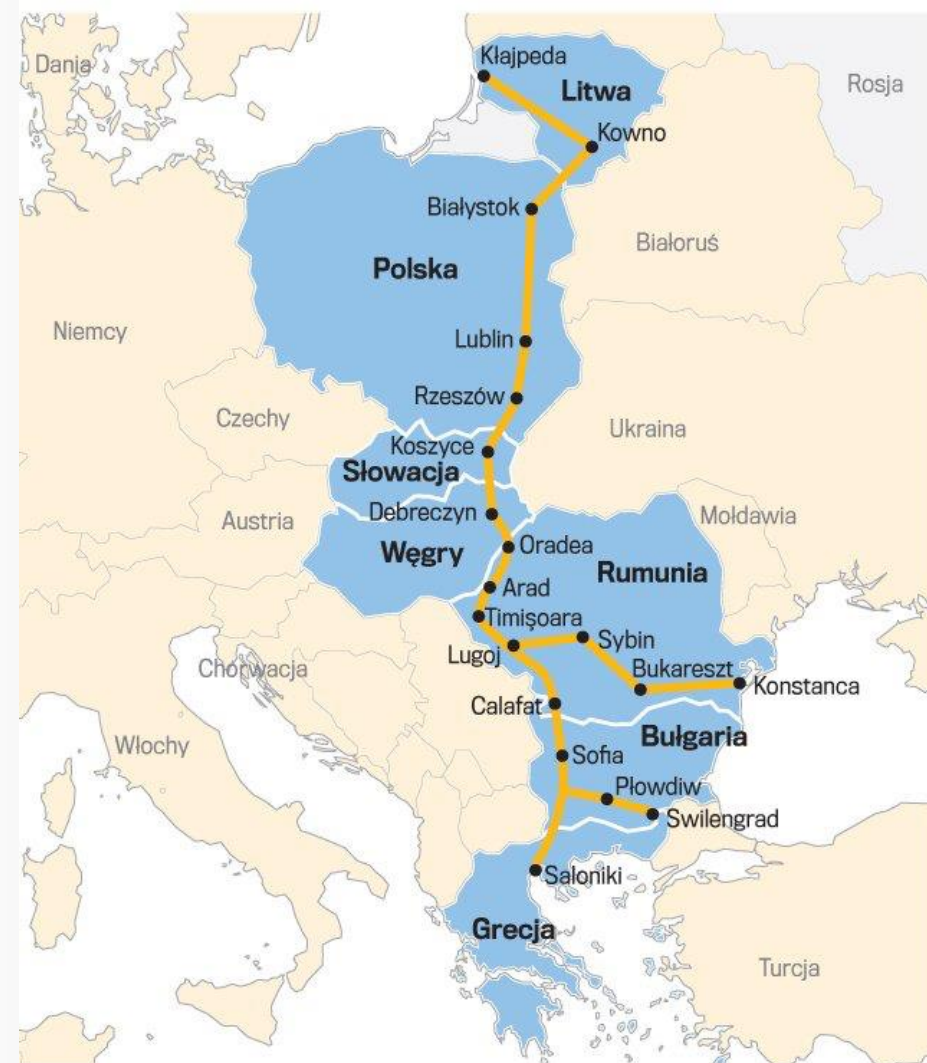 Kłajpeda
Dania
Litwa
Rosja
Kowno
Białystok
Białoruś
Polska
Niemcy
Lublin
Rzeszów
Czechy
Ukraina
Koszyce
Słowacja
Debreczyn
Austria
Mołdawia
Węgry
Oradea
Rumunia
Arad
Timişoara
Sybin
Lugoj
Chorwacja
Bukareszt
Konstanca
Calafat
Bułgaria
Włochy
Sofia
Płowdiw
Swilengrad
Saloniki
Grecja
Turcja